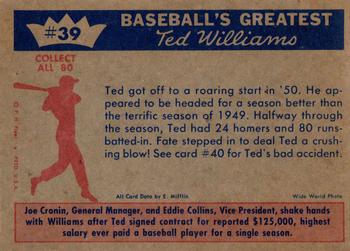 #39
BASEBALL'S GREATEST
Ted Williams
COLLECT
ALL 80
Ted got off to a roaring start in '50. He ap-
peared to be headed for a season better than
the terrific season of 1949. Halfway through
the season, Ted had 24 homers and 80 runs-
batted-in. Fate stepped in to deal Ted a crush-
ing blow! See card #40 for Ted's bad accident.
All Card Data by E. Mifflin
Wide World Photo
Joe Cronin, General Manager, and Eddie Collins, Vice President, shake hands
with Williams after Ted signed contract for reported $125,000, highest
salary ever paid a baseball player for a single season.